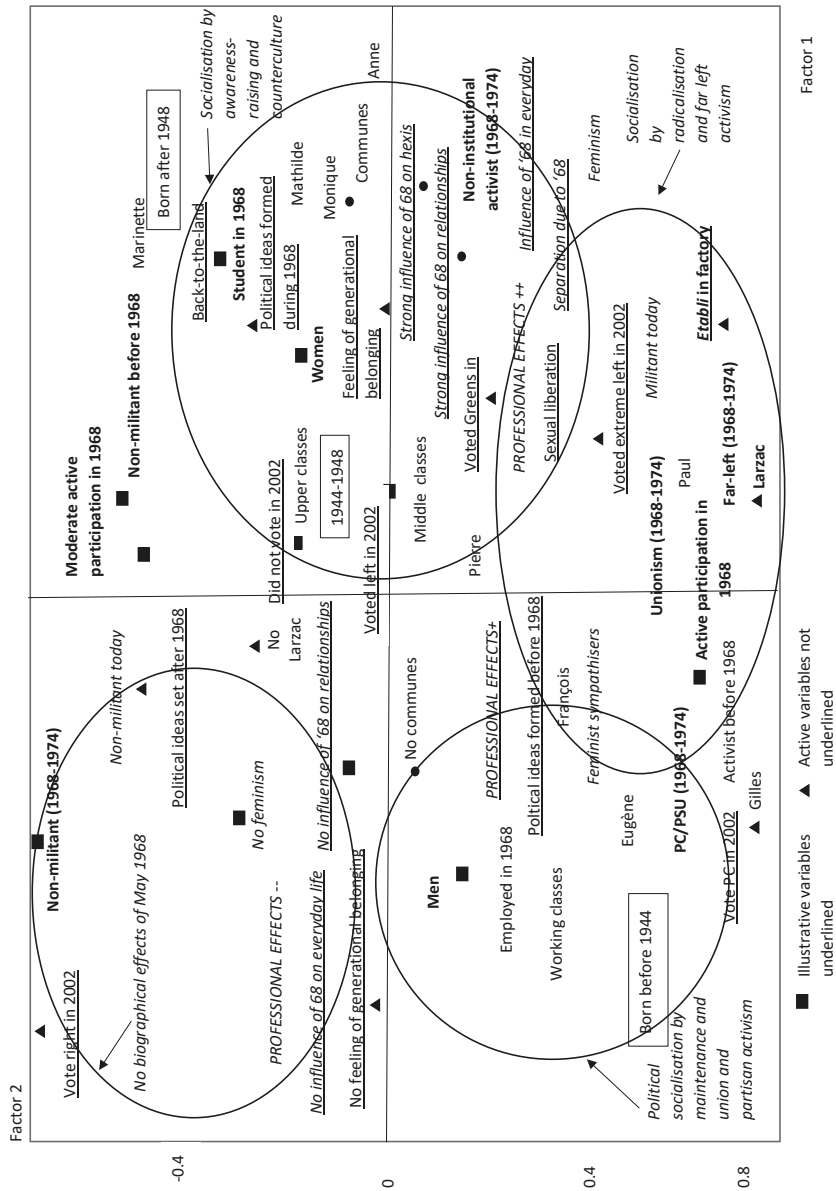 Factor 2
Vote right in 2002
No biographical effects of May 1968
Non-militant (1968-1974)
Non-militant today
Political ideas set after 1968
No feminism
PROFESSIONAL EFFECTS --
No influence of '68 on relationships
No influence of 68 on everyday life
No feeling of generational belonging
No
Larzac
Moderate active
participation in 1968
Non-militant before 1968
Marinette
Born after 1948
Socialisation by
awareness-
raising and
counterculture
Back-to-the-land
Student in 1968
Political ideas formed
during 1968
Women
Mathilde
Monique
Communes
Anne
Feeling of generational
belonging
Upper classes
Did not vote in 2002
1944-1948
Voted left in 2002
Middle classes
Strong influence of 68 on hexis
Strong influence of 68 on relationships
Non-institutional
activist (1968-1974)
Influence of '68 in everyday
Voted Greens in
Pierre
PROFESSIONAL EFFECTS ++
Sexual liberation
Separation due to '68
Feminism
Socialisation
by
radicalisation
and far left
activism
Voted extreme left in 2002
Militant today
Etabli in factory
Unionism (1968-1974)
Paul
Far-left (1968-1974)
Larzac
Active participation in
1968
Factor 1
No communes
Men
PROFESSIONAL EFFECTS+
Employed in 1968
Poltical ideas formed before 1968
François
Working classes
Feminist sympathisers
Eugène
PC/PSU (1968-1974)
Activist before 1968
Born before 1944
Vote PC in 2002
Gilles
Political
socialisation by
maintenance and
union and
partisan activism
-0.4
0
0.4
0.8
Illustrative variables
underlined
Active variables not
underlined